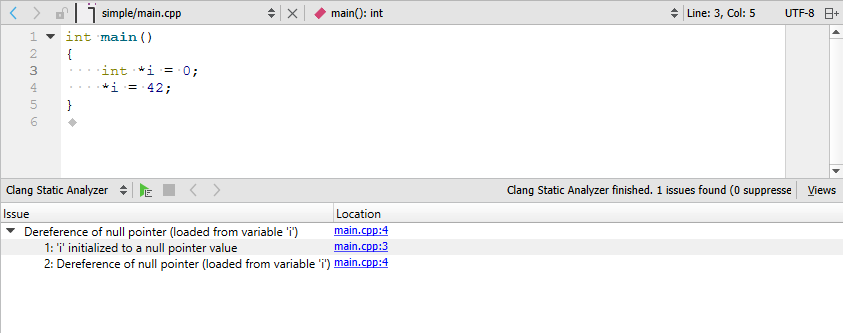 simple/main.cpp main(): int Line: 3, Col: 5 UTF-8
1 int main()
2 {
3 int *i = 0;
4 *i = 42;
5 }
6
Clang Static Analyzer Clang Static Analyzer finished. 1 issues found (0 suppresse Views
Issue Location
Dereference of null pointer (loaded from variable 'i') main.cpp:4
1: 'i' initialized to a null pointer value main.cpp:3
2: Dereference of null pointer (loaded from variable 'i') main.cpp:4